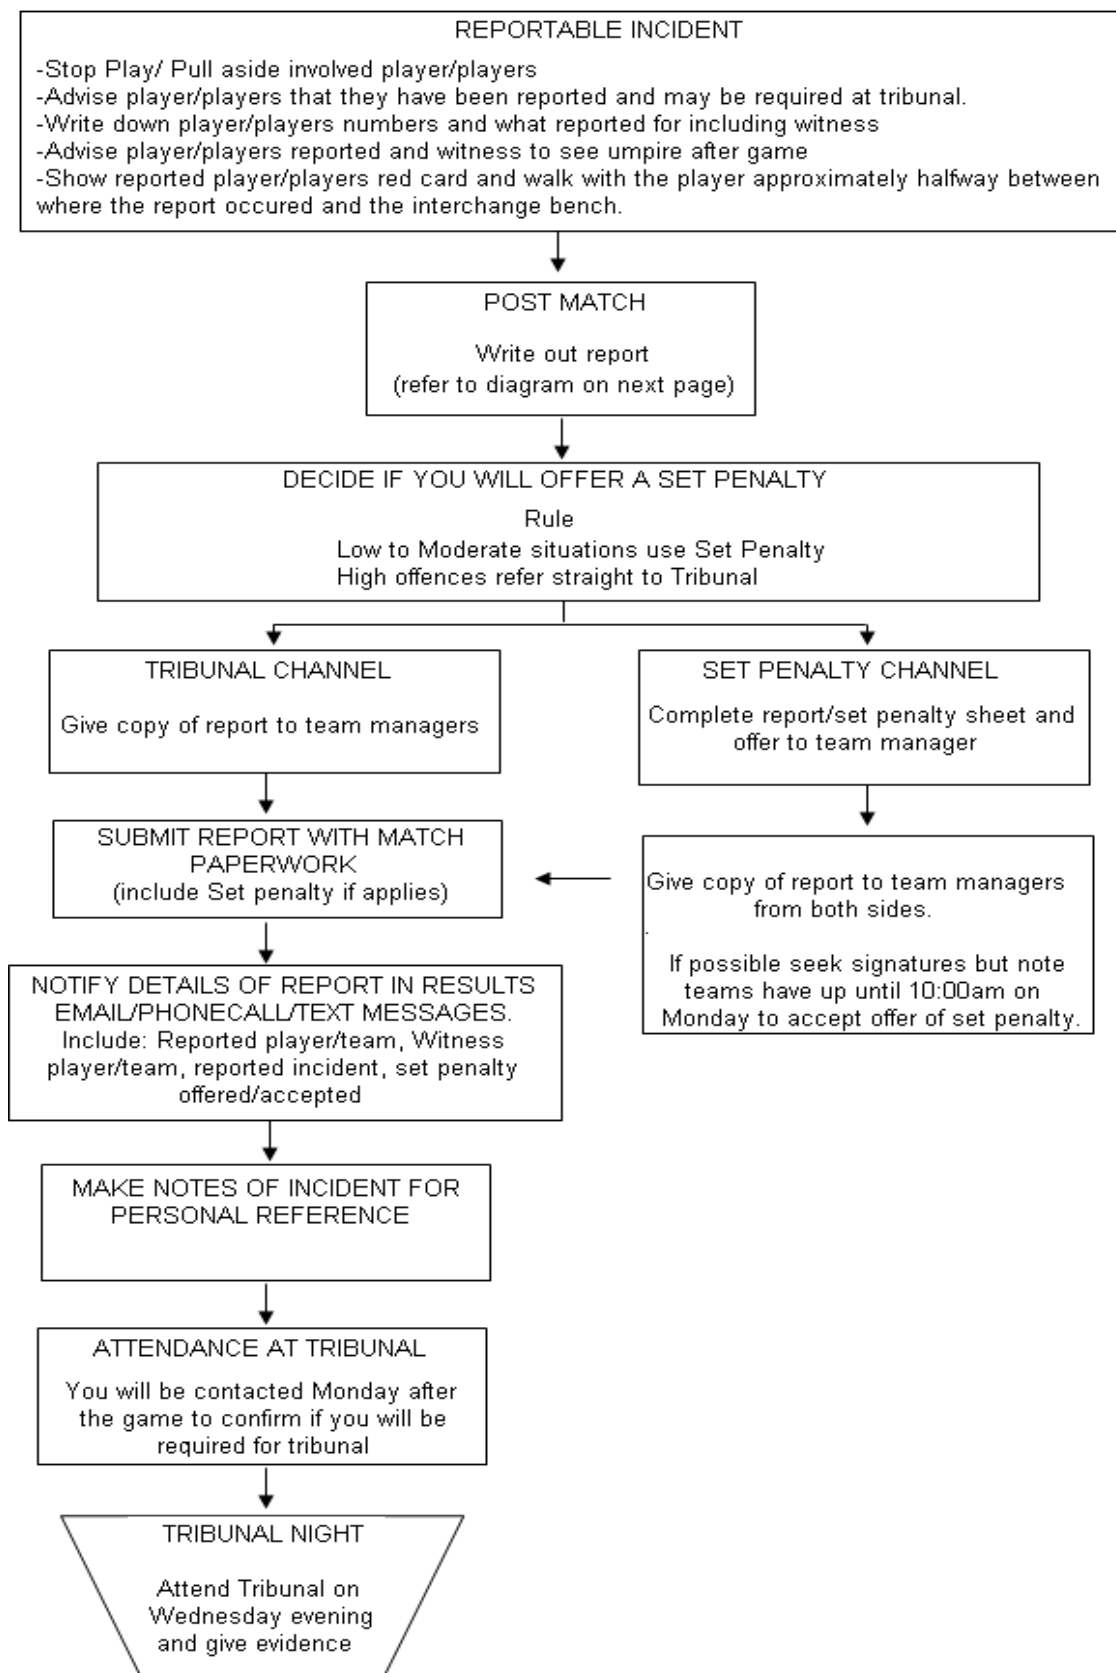 REPORTABLE INCIDENT
-Stop Play/ Pull aside involved player/players
-Advise player/players that they have been reported and may be required at tribunal.
-Write down player/players numbers and what reported for including witness
-Advise player/players reported and witness to see umpire after game
-Show reported player/players red card and walk with the player approximately halfway between
where the report occured and the interchange bench.
POST MATCH
Write out report
(refer to diagram on next page)
DECIDE IF YOU WILL OFFER A SET PENALTY
Rule
Low to Moderate situations use Set Penalty
High offences refer straight to Tribunal
TRIBUNAL CHANNEL
Give copy of report to team managers
SET PENALTY CHANNEL
Complete report/set penalty sheet and
offer to team manager
SUBMIT REPORT WITH MATCH
PAPERWORK
(include Set penalty if applies)
Give copy of report to team managers
from both sides.
.
If possible seek signatures but note
teams have up until 10:00am on
Monday to accept offer of set penalty.
NOTIFY DETAILS OF REPORT IN RESULTS
EMAIL/PHONECALL/TEXT MESSAGES.
Include: Reported player/team, Witness
player/team, reported incident, set penalty
offered/accepted
MAKE NOTES OF INCIDENT FOR
PERSONAL REFERENCE
ATTENDANCE AT TRIBUNAL
You will be contacted Monday after
the game to confirm if you will be
required for tribunal
TRIBUNAL NIGHT
Attend Tribunal on
Wednesday evening
and give evidence